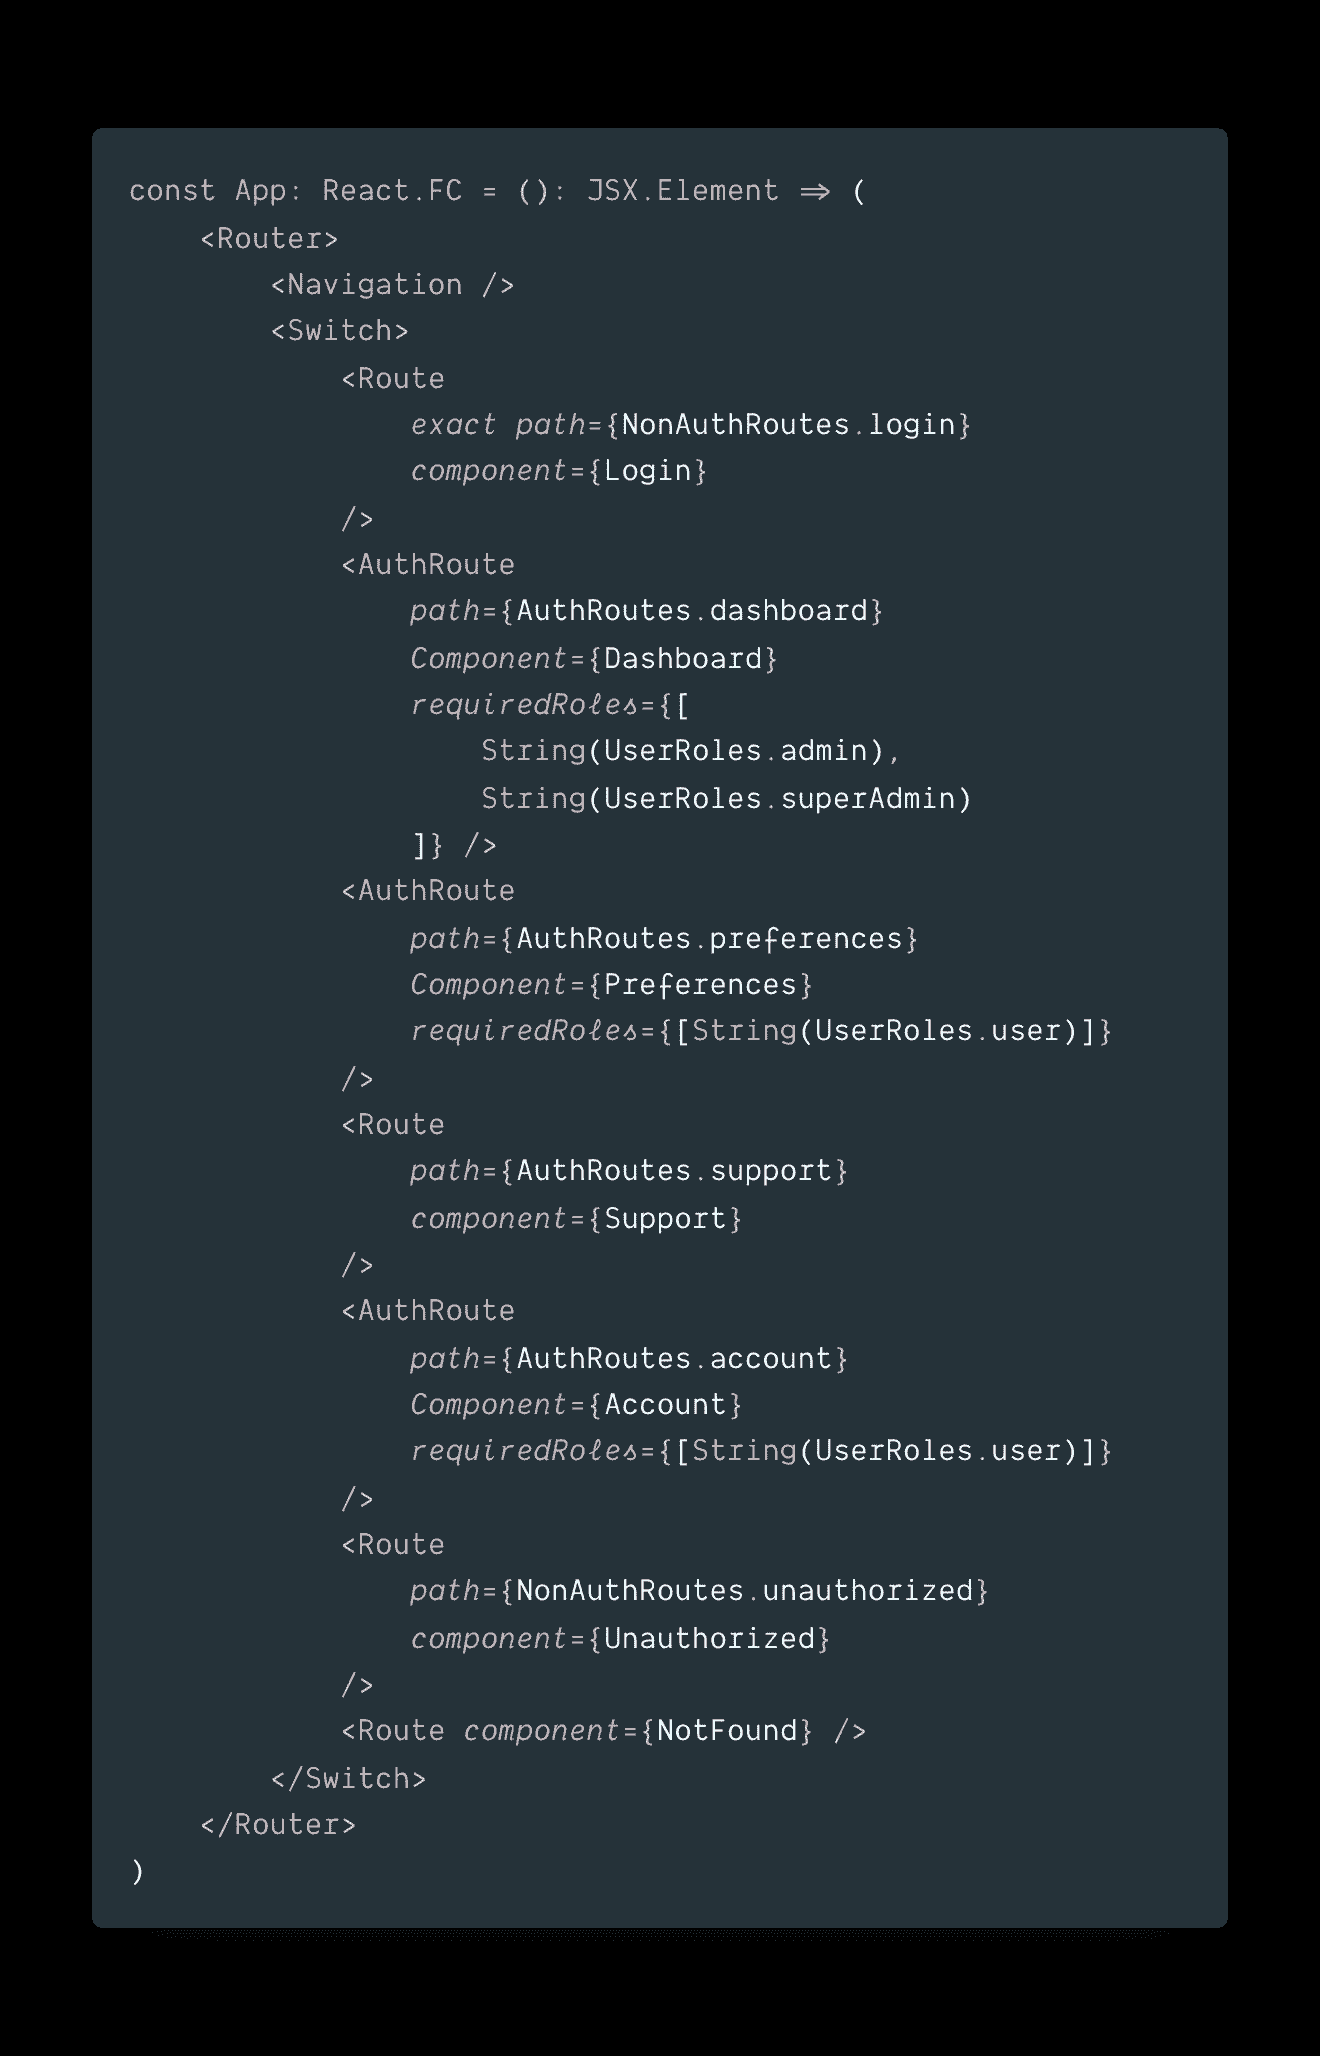 const App: React.FC = (): JSX.Element => (
    <Router>
        <Navigation />
        <Switch>
            <Route
                exact path={NonAuthRoutes.login}
                component={Login}
            />
            <AuthRoute
                path={AuthRoutes.dashboard}
                Component={Dashboard}
                requiredRoles={[
                    String(UserRoles.admin),
                    String(UserRoles.superAdmin)
                ]} />
            <AuthRoute
                path={AuthRoutes.preferences}
                Component={Preferences}
                requiredRoles={[String(UserRoles.user)]}
            />
            <Route
                path={AuthRoutes.support}
                component={Support}
            />
            <AuthRoute
                path={AuthRoutes.account}
                Component={Account}
                requiredRoles={[String(UserRoles.user)]}
            />
            <Route
                path={NonAuthRoutes.unauthorized}
                component={Unauthorized}
            />
            <Route component={NotFound} />
        </Switch>
    </Router>
)